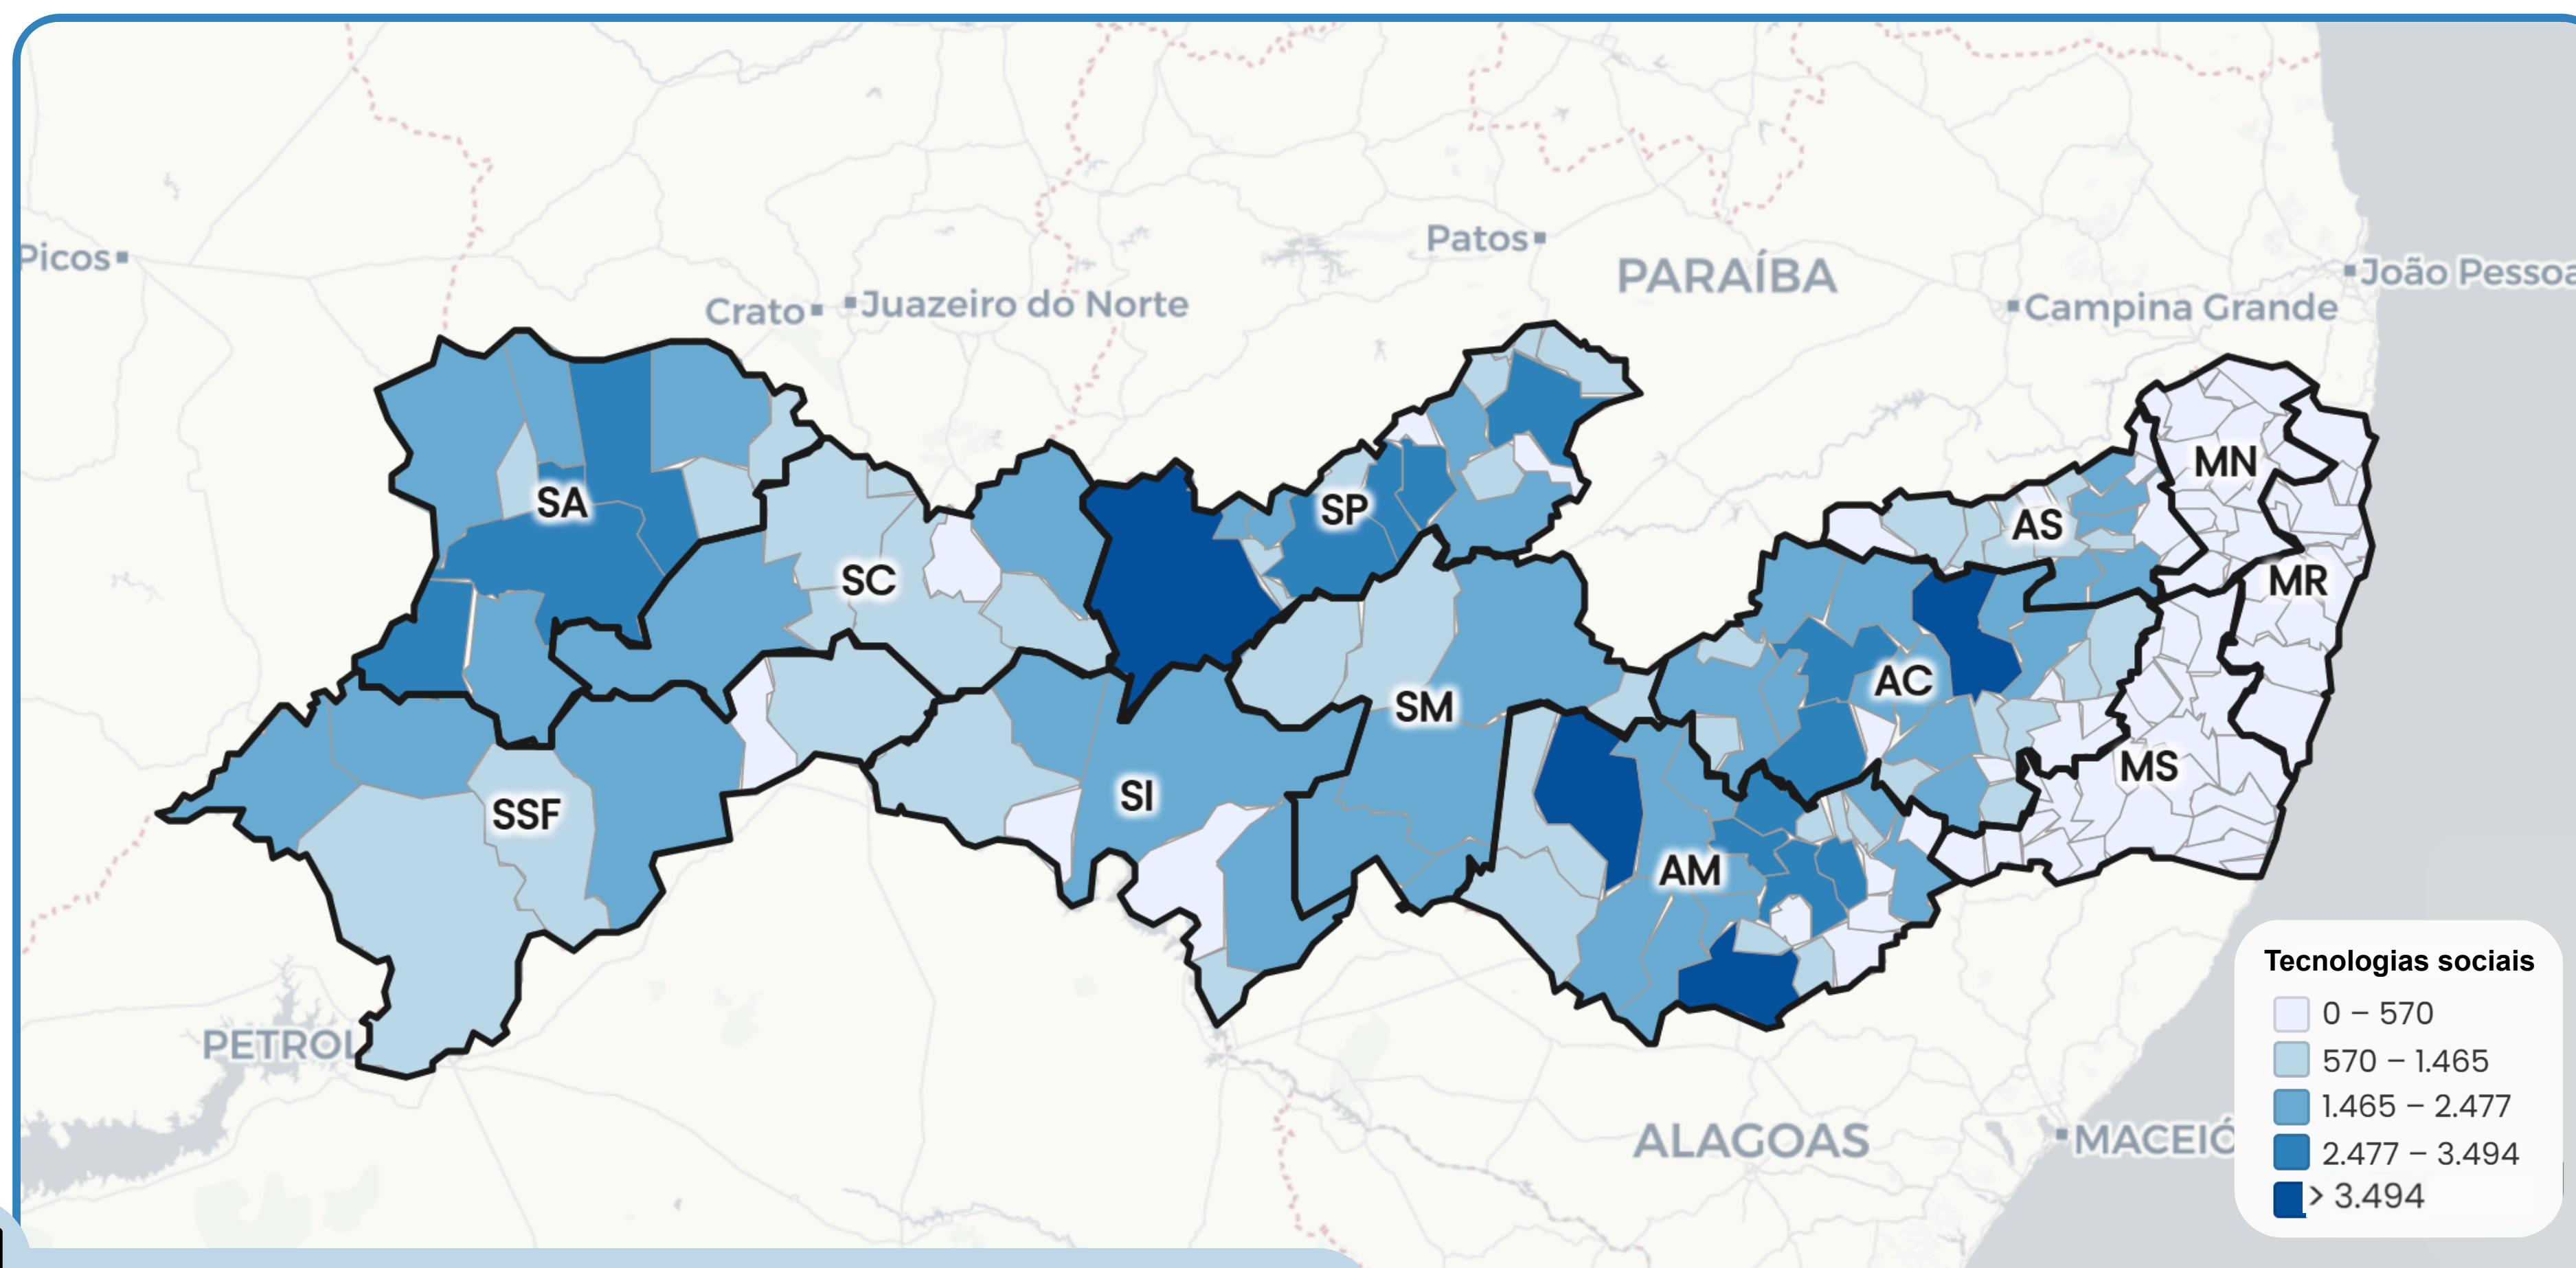 Patos
PARAÍBA
Picos
João Pessoa
Crato
Juazeiro do Norte
Campina Grande
MN
SA
SP
AS
SC
MR
AC
SM
MS
SI
SSF
AM
PETROL
ALAGOAS
MACEIÓ
Tecnologias sociais
0 – 570
570 – 1.465
1.465 – 2.477
2.477 – 3.494
> 3.494